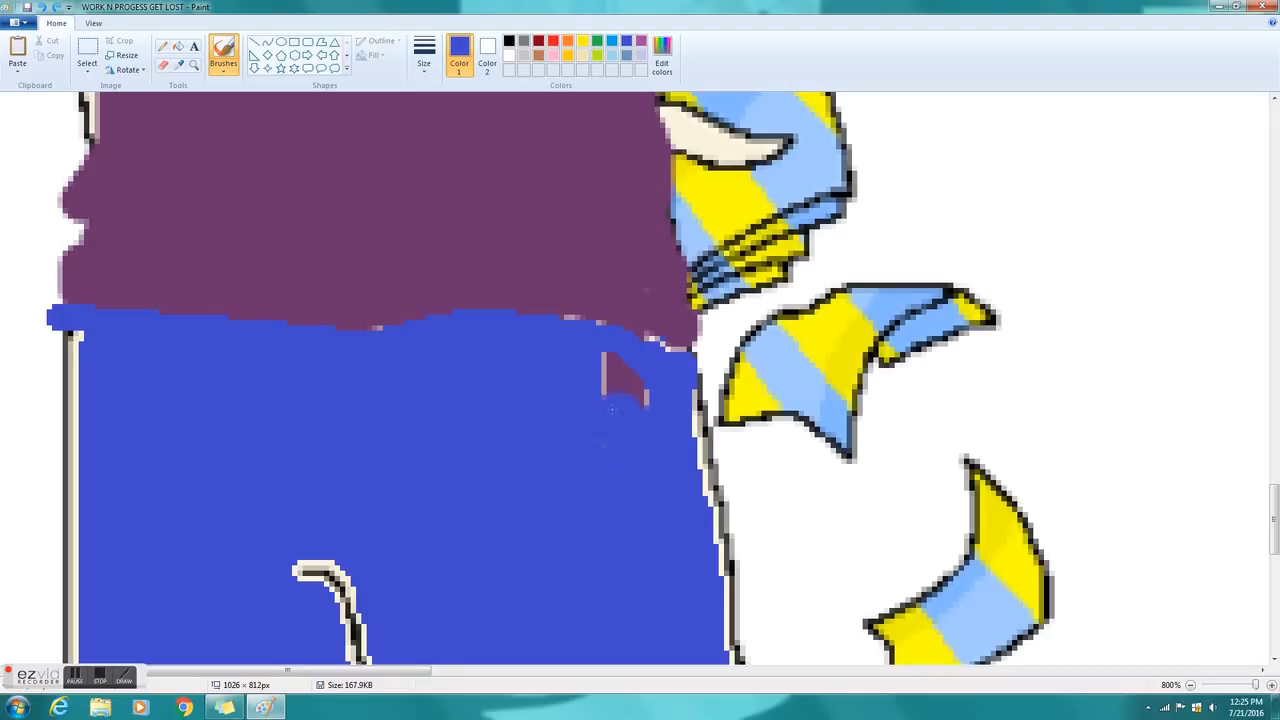 WORK N PROGESS GET LOST - Paint
Home View
Paste
Cut
Copy
Clipboard
Select
Crop
Resize
Rotate
Image
A
Tools
Brushes
Outline
Fill
Shapes
Size
Color 1
Color 2
Edit colors
Colors
ezvid
RECORDER
PAUSE STOP DRAW
1026 × 812px
Size: 167.9KB
800%
12:25 PM
7/21/2016